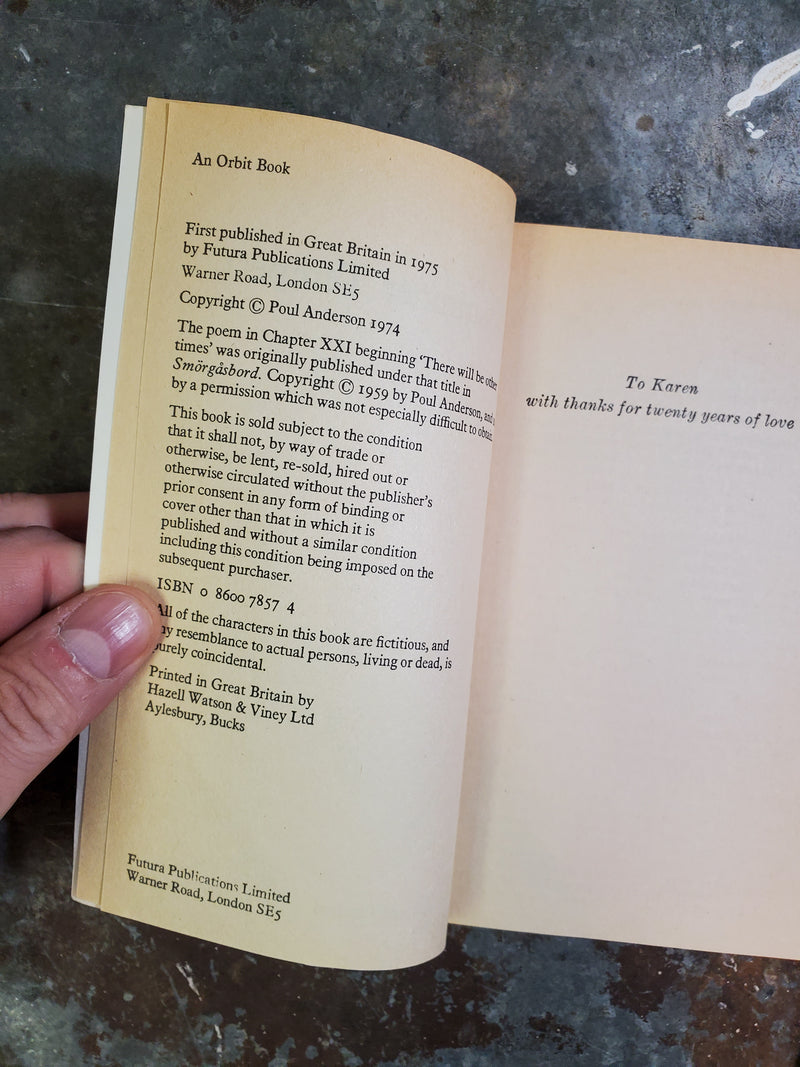 An Orbit Book
First published in Great Britain in 1975
by Futura Publications Limited
Warner Road, London SE5
Copyright © Poul Anderson 1974
The poem in Chapter XXI beginning ‘There will be other
times’ was originally published under that title in
Smörgåsbord. Copyright © 1959 by Poul Anderson, and
by a permission which was not especially difficult to obtain.
This book is sold subject to the condition
that it shall not, by way of trade or
otherwise, be lent, re-sold, hired out or
otherwise circulated without the publisher’s
prior consent in any form of binding or
cover other than that in which it is
published and without a similar condition
including this condition being imposed on the
subsequent purchaser.
ISBN 0 8600 7857 4
All of the characters in this book are fictitious, and
any resemblance to actual persons, living or dead, is
purely coincidental.
Printed in Great Britain by
Hazell Watson & Viney Ltd
Aylesbury, Bucks
Futura Publications Limited
Warner Road, London SE5
To Karen
with thanks for twenty years of love